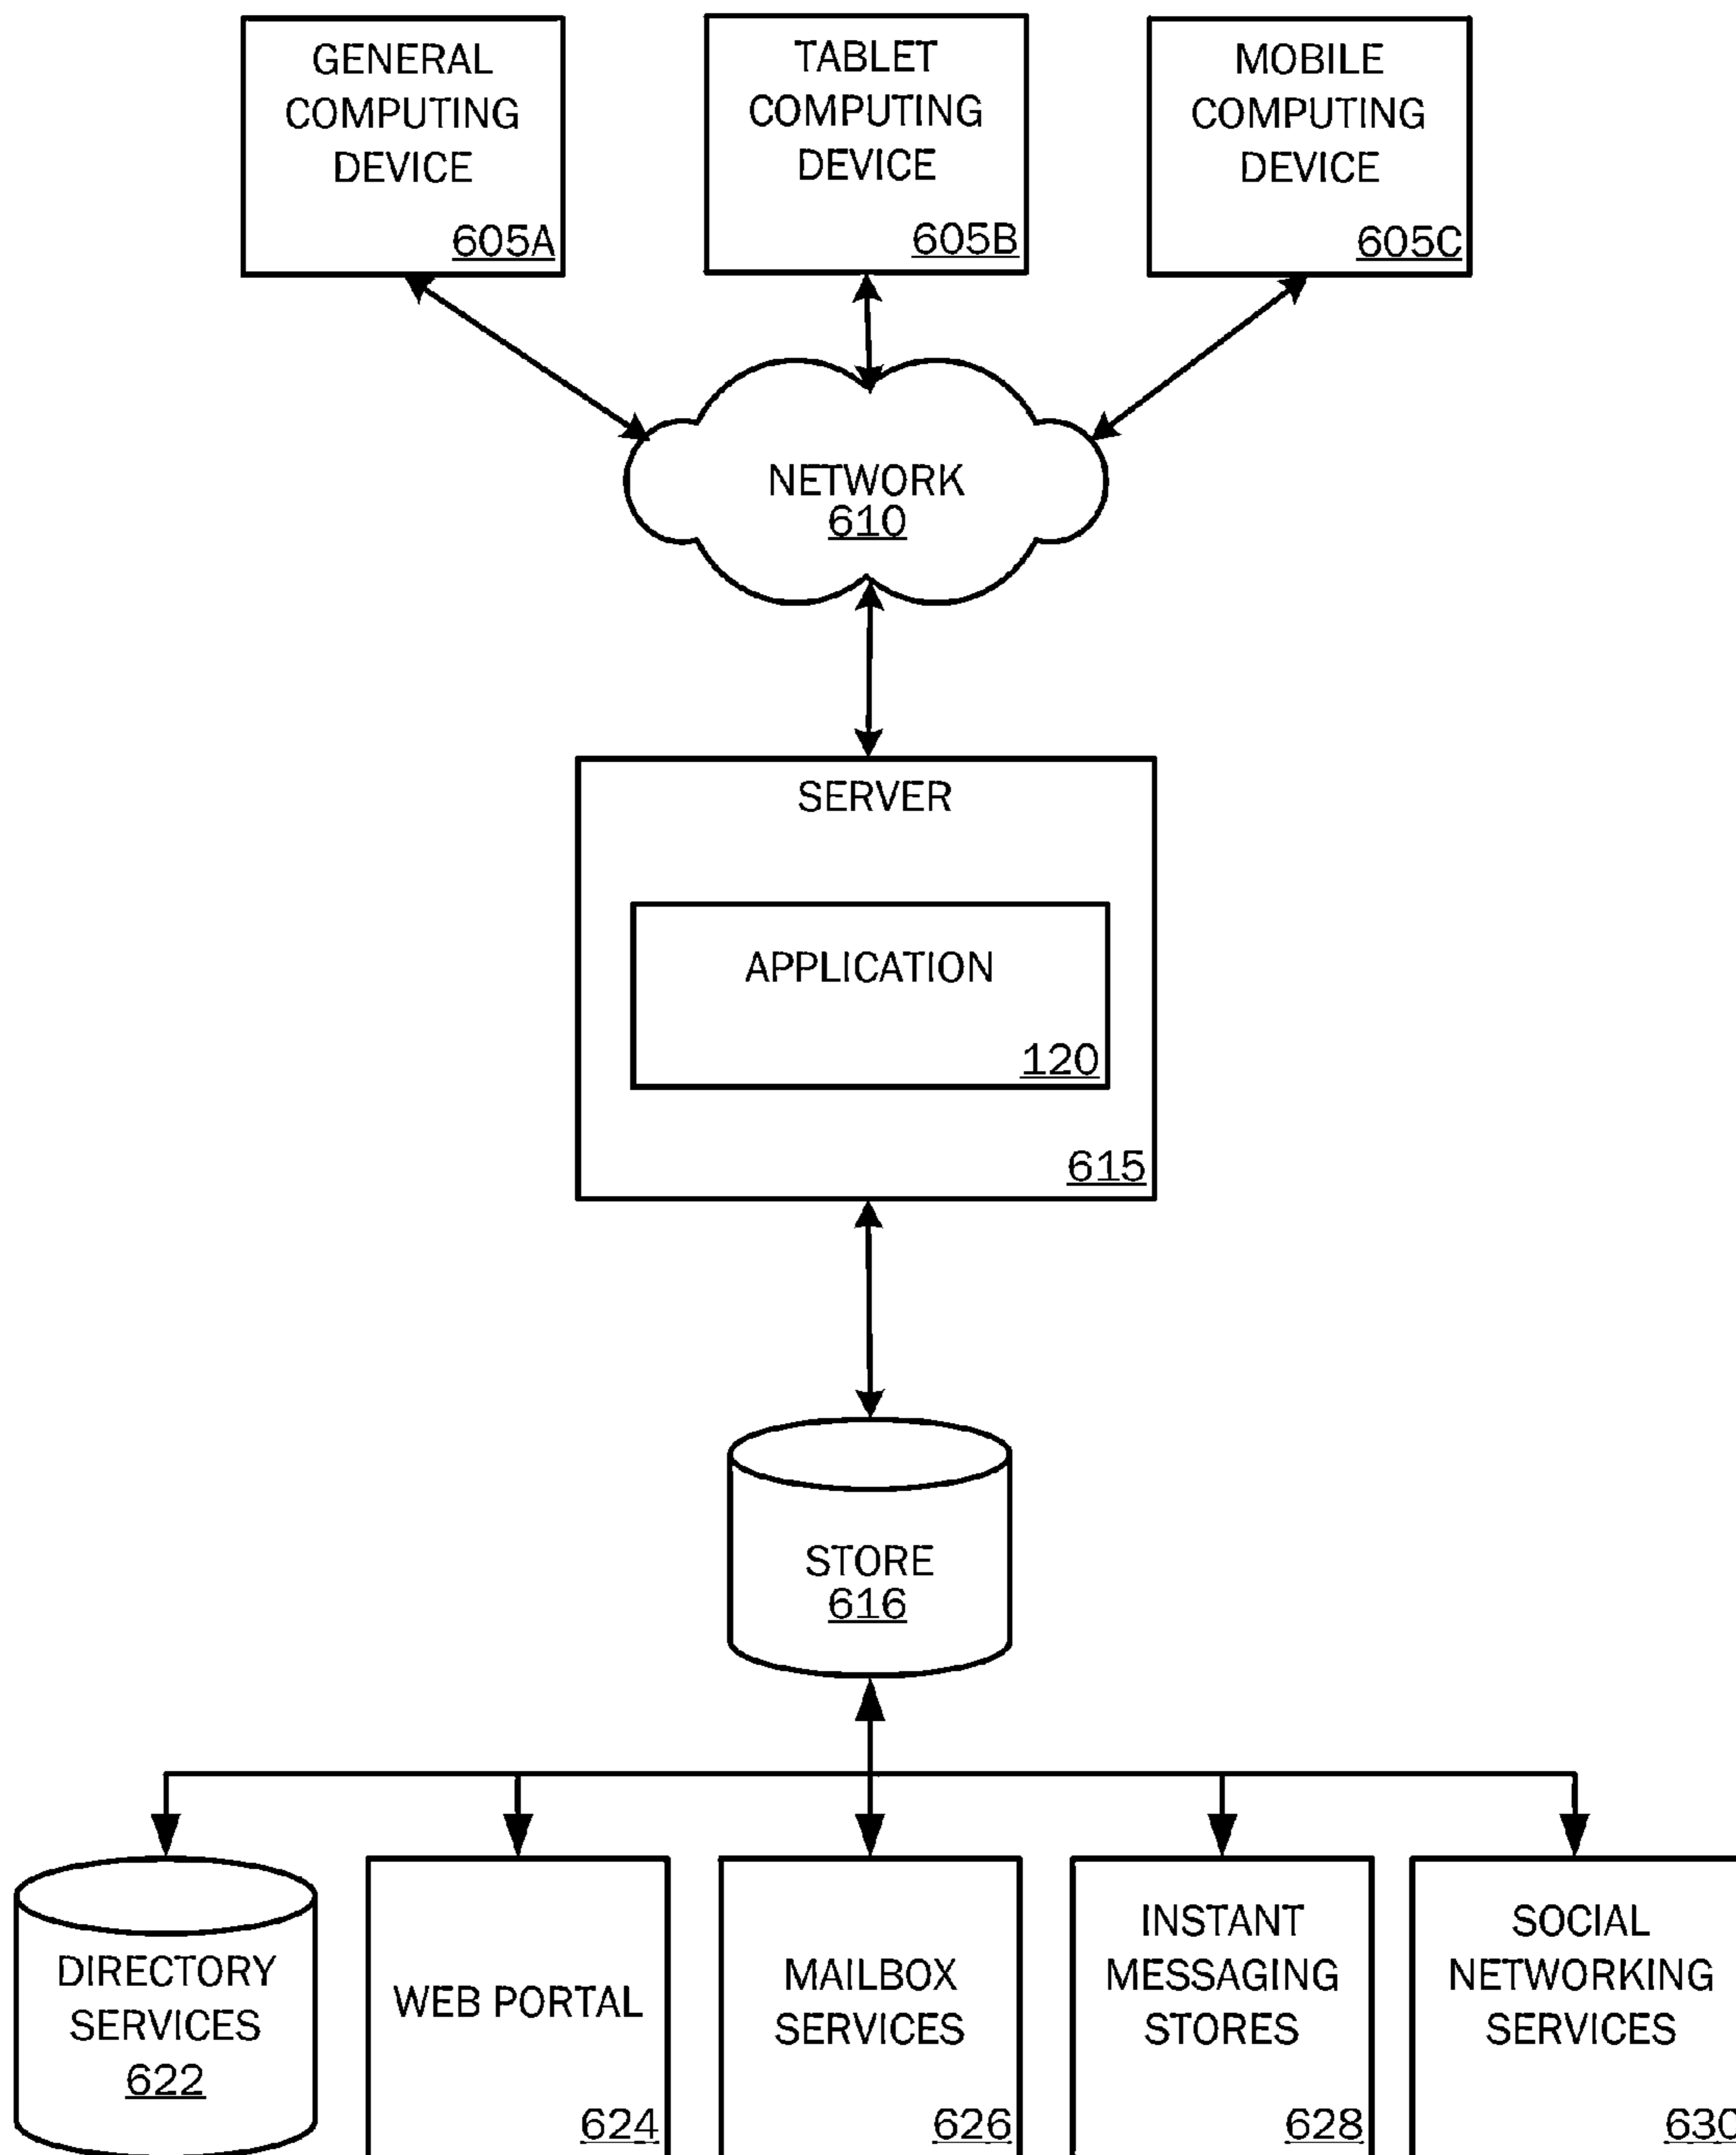 GENERAL
COMPUTING
DEVICE
605A
TABLET
COMPUTING
DEVICE
605B
MOBILE
COMPUTING
DEVICE
605C
NETWORK
610
SERVER
APPLICATION
120
615
STORE
616
DIRECTORY
SERVICES
622
WEB PORTAL
624
MAILBOX
SERVICES
626
INSTANT
MESSAGING
STORES
628
SOCIAL
NETWORKING
SERVICES
630